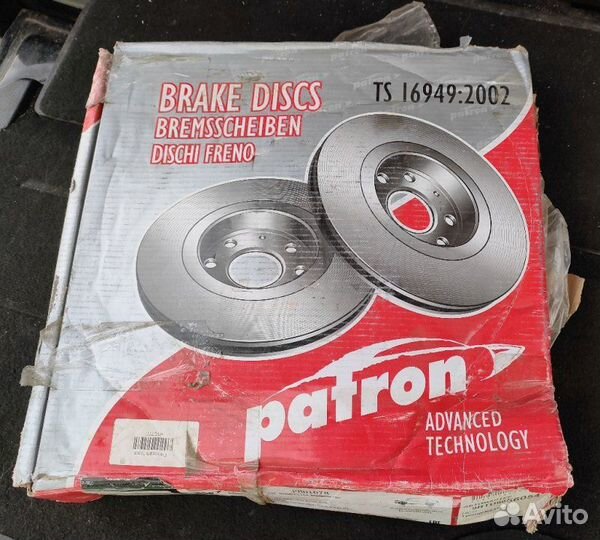 BRAKE DISCS
BREMSSCHEIBEN
DISCHI FRENO
TS 16949:2002
patron
ADVANCED
TECHNOLOGY
Avito